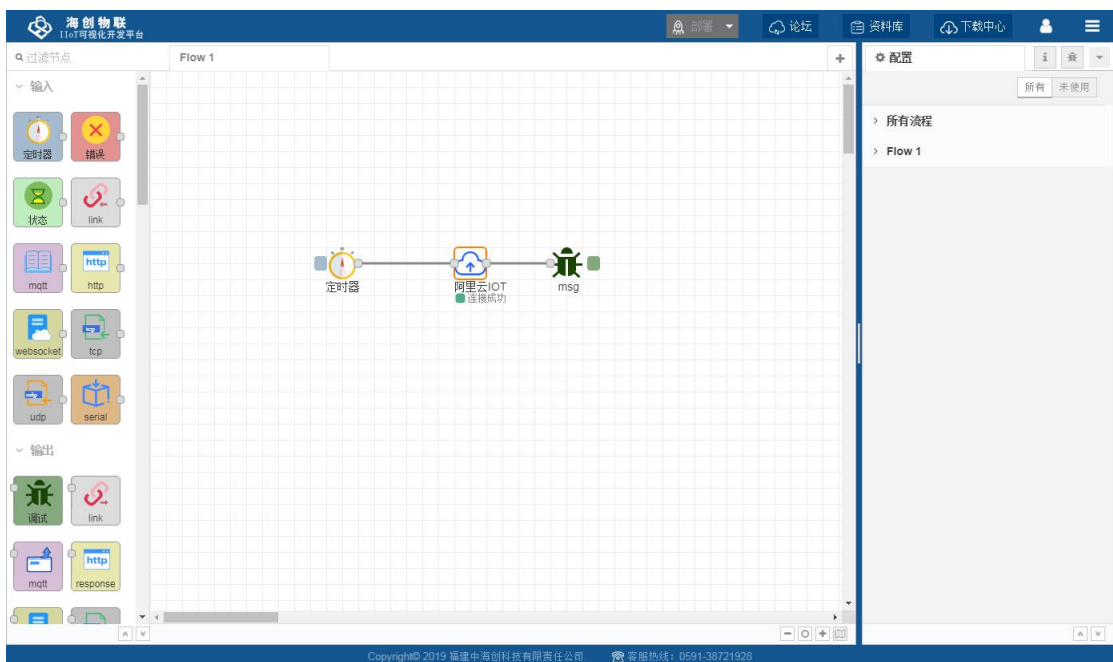 海创物联
IIoT可视化开发平台
部署
论坛
资料库
下载中心
过滤节点
Flow 1
配置
所有
未使用
所有流程
Flow 1
输入
定时器
错误
状态
link
mqtt
http
http
websocket
tcp
udp
serial
输出
调试
link
mqtt
http
response
定时器
阿里云IOT
连接成功
msg
Copyright© 2019 福建中海创科技有限责任公司.
客服热线：0591-38721928